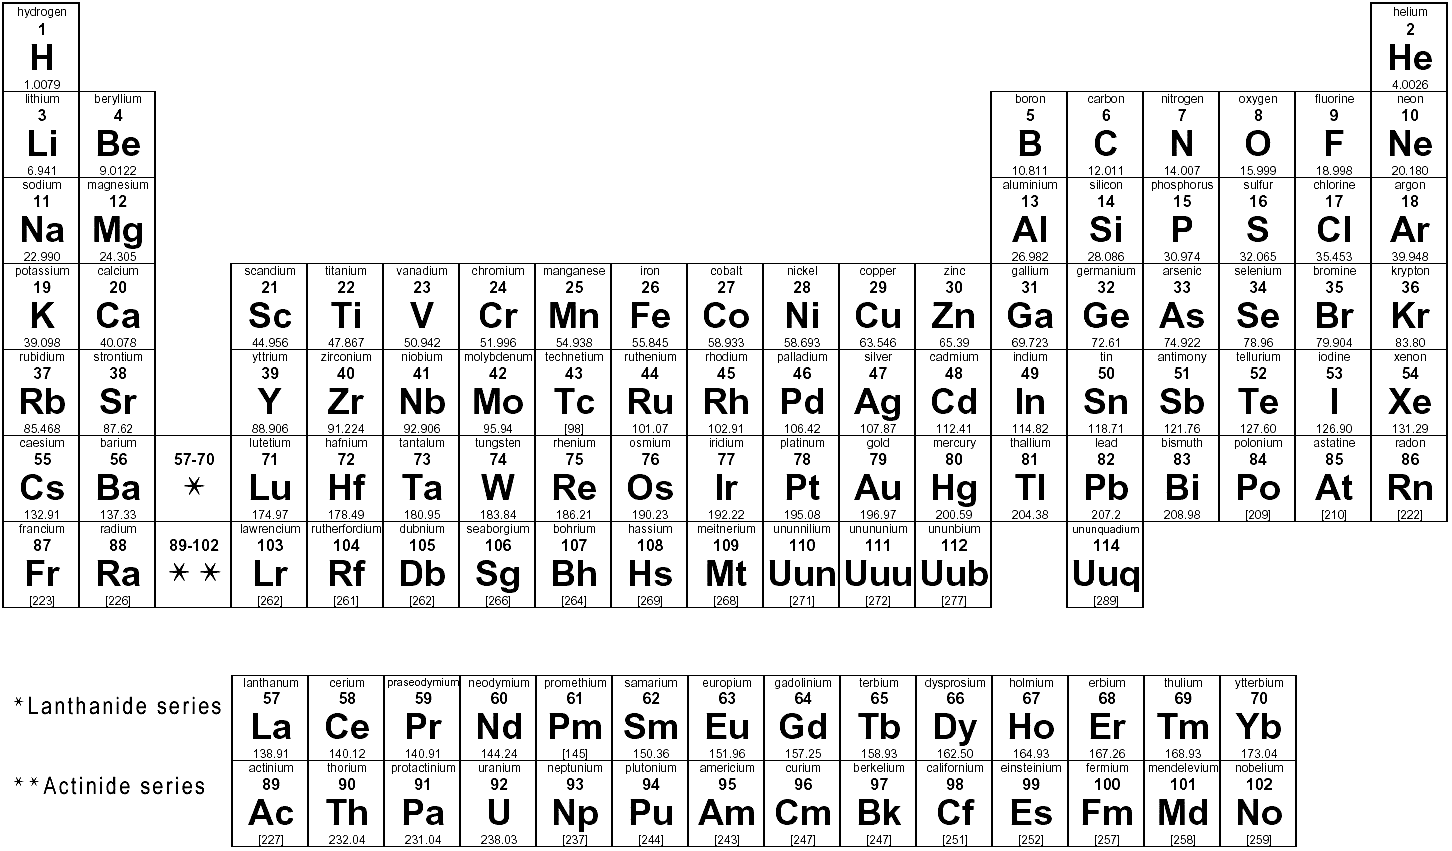 hydrogen helium
1 2
H He
1.0079 4.0026
lithium beryllium boron carbon nitrogen oxygen fluorine neon
3 4 5 6 7 8 9 10
Li Be B C N O F Ne
6.941 9.0122 10.811 12.011 14.007 15.999 18.998 20.180
sodium magnesium aluminium silicon phosphorus sulfur chlorine argon
11 12 13 14 15 16 17 18
Na Mg Al Si P S Cl Ar
22.990 24.305 26.982 28.086 30.974 32.065 35.453 39.948
potassium calcium scandium titanium vanadium chromium manganese iron cobalt nickel copper zinc gallium germanium arsenic selenium bromine krypton
19 20 21 22 23 24 25 26 27 28 29 30 31 32 33 34 35 36
K Ca Sc Ti V Cr Mn Fe Co Ni Cu Zn Ga Ge As Se Br Kr
39.098 40.078 44.956 47.867 50.942 51.996 54.938 55.845 58.933 58.693 63.546 65.39 69.723 72.61 74.922 78.96 79.904 83.80
rubidium strontium yttrium zirconium niobium molybdenum technetium ruthenium rhodium palladium silver cadmium indium tin antimony tellurium iodine xenon
37 38 39 40 41 42 43 44 45 46 47 48 49 50 51 52 53 54
Rb Sr Y Zr Nb Mo Tc Ru Rh Pd Ag Cd In Sn Sb Te I Xe
85.468 87.62 88.906 91.224 92.906 95.94 [98] 101.07 102.91 106.42 107.87 112.41 114.82 118.71 121.76 127.60 126.90 131.29
caesium barium lutetium hafnium tantalum tungsten rhenium osmium iridium platinum gold mercury thallium lead bismuth polonium astatine radon
55 56 57-70 71 72 73 74 75 76 77 78 79 80 81 82 83 84 85 86
Cs Ba * Lu Hf Ta W Re Os Ir Pt Au Hg Tl Pb Bi Po At Rn
132.91 137.33 174.97 178.49 180.95 183.84 186.21 190.23 192.22 195.08 196.97 200.59 204.38 207.2 208.98 [209] [210] [222]
francium radium lawrencium rutherfordium dubnium seaborgium bohrium hassium meitnerium ununnilium unununium ununbium ununquadium
87 88 89-102 103 104 105 106 107 108 109 110 111 112 114
Fr Ra * * Lr Rf Db Sg Bh Hs Mt Uun Uuu Uub Uuq
[223] [226] [262] [261] [262] [266] [264] [269] [268] [271] [272] [277] [289]
lanthanum cerium praseodymium neodymium promethium samarium europium gadolinium terbium dysprosium holmium erbium thulium ytterbium
57 58 59 60 61 62 63 64 65 66 67 68 69 70
*Lanthanide series
La Ce Pr Nd Pm Sm Eu Gd Tb Dy Ho Er Tm Yb
138.91 140.12 140.91 144.24 [145] 150.36 151.96 157.25 158.93 162.50 164.93 167.26 168.93 173.04
actinium thorium protactinium uranium neptunium plutonium americium curium berkelium californium einsteinium fermium mendelevium nobelium
89 90 91 92 93 94 95 96 97 98 99 100 101 102
**Actinide series
Ac Th Pa U Np Pu Am Cm Bk Cf Es Fm Md No
[227] 232.04 231.04 238.03 [237] [244] [243] [247] [247] [251] [252] [257] [258] [259]